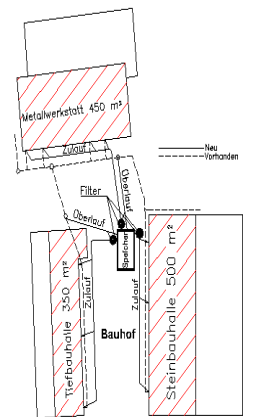 Metallwerkstatt 450 m²
Zulauf
Neu
Vorhanden
Überlauf
Filter
Überlauf
Speicher
Tiefbauhalle 350 m²
Zulauf
Bauhof
Zulauf
Steinbauhalle 500 m²